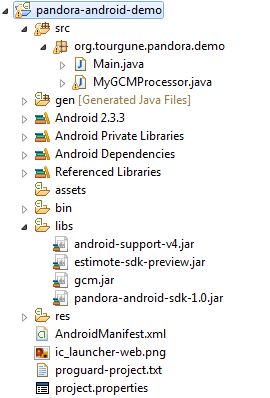 pandora-android-demo
src
org.tourgune.pandora.demo
Main.java
MyGCMProcessor.java
gen [Generated Java Files]
Android 2.3.3
Android Private Libraries
Android Dependencies
Referenced Libraries
assets
bin
libs
android-support-v4.jar
estimote-sdk-preview.jar
gcm.jar
pandora-android-sdk-1.0.jar
res
AndroidManifest.xml
ic_launcher-web.png
proguard-project.txt
project.properties